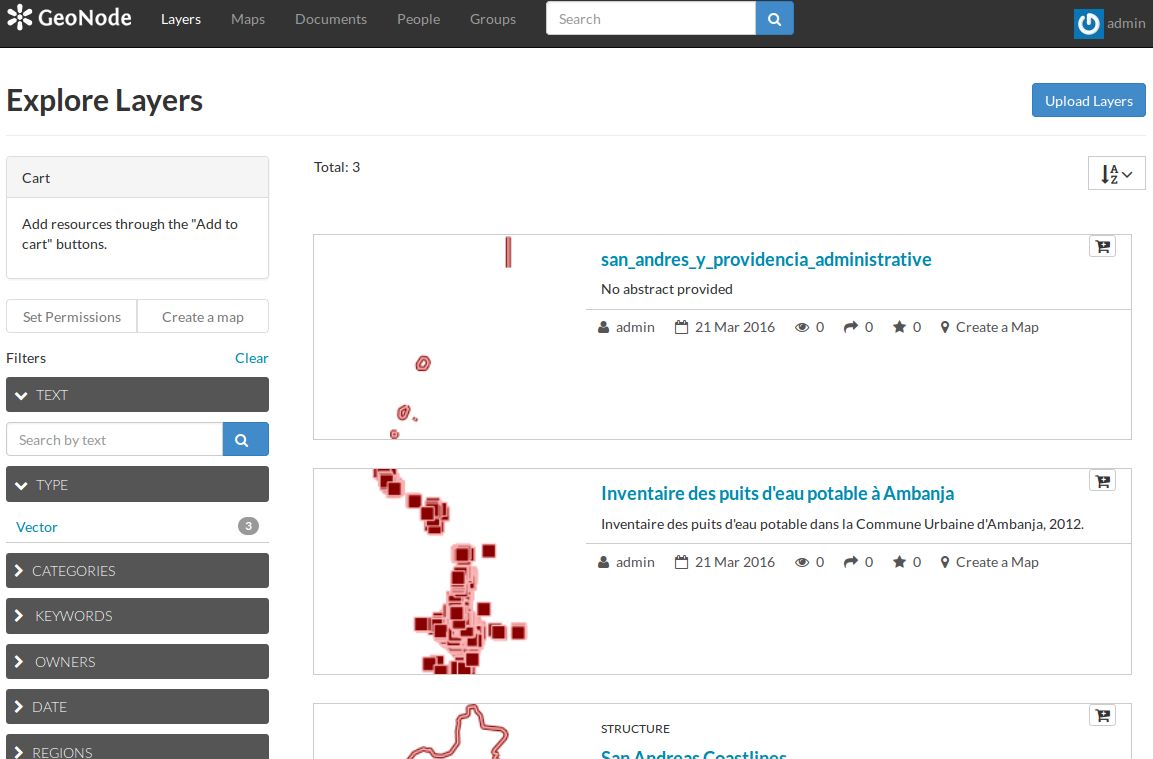 GeoNode Layers Maps Documents People Groups Search admin
Explore Layers
Upload Layers
Cart
Add resources through the "Add to
cart" buttons.
Set Permissions Create a map
Filters Clear
TEXT
Search by text
TYPE
Vector 3
CATEGORIES
KEYWORDS
OWNERS
DATE
REGIONS
Total: 3
A
Z
san_andres_y_providencia_administrative
No abstract provided
admin 21 Mar 2016 0 0 0 Create a Map
Inventaire des puits d'eau potable à Ambanja
Inventaire des puits d'eau potable dans la Commune Urbaine d'Ambanja, 2012.
admin 21 Mar 2016 0 0 0 Create a Map
STRUCTURE
San Andreas Coastlines